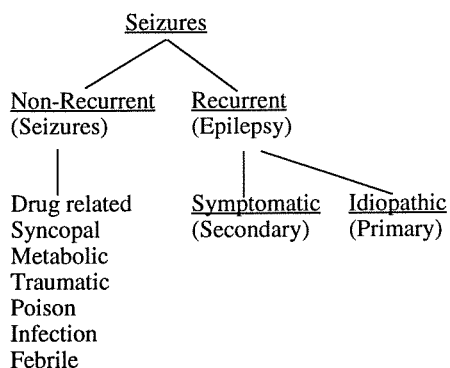 Seizures
Non-Recurrent
(Seizures)
Recurrent
(Epilepsy)
Drug related
Syncopal
Metabolic
Traumatic
Poison
Infection
Febrile
Symptomatic
(Secondary)
Idiopathic
(Primary)